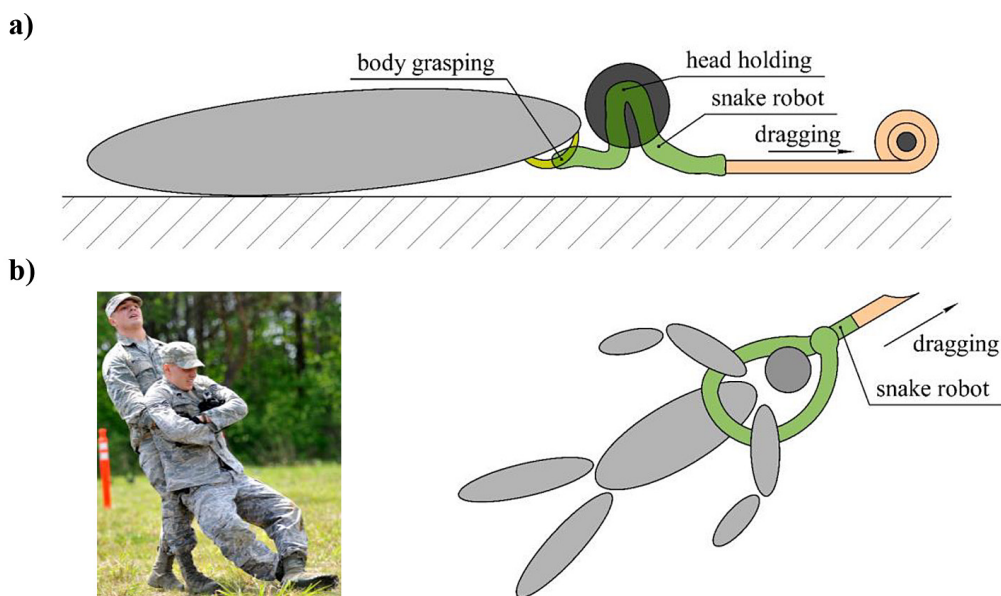 a)
body grasping
head holding
snake robot
dragging
b)
dragging
snake robot